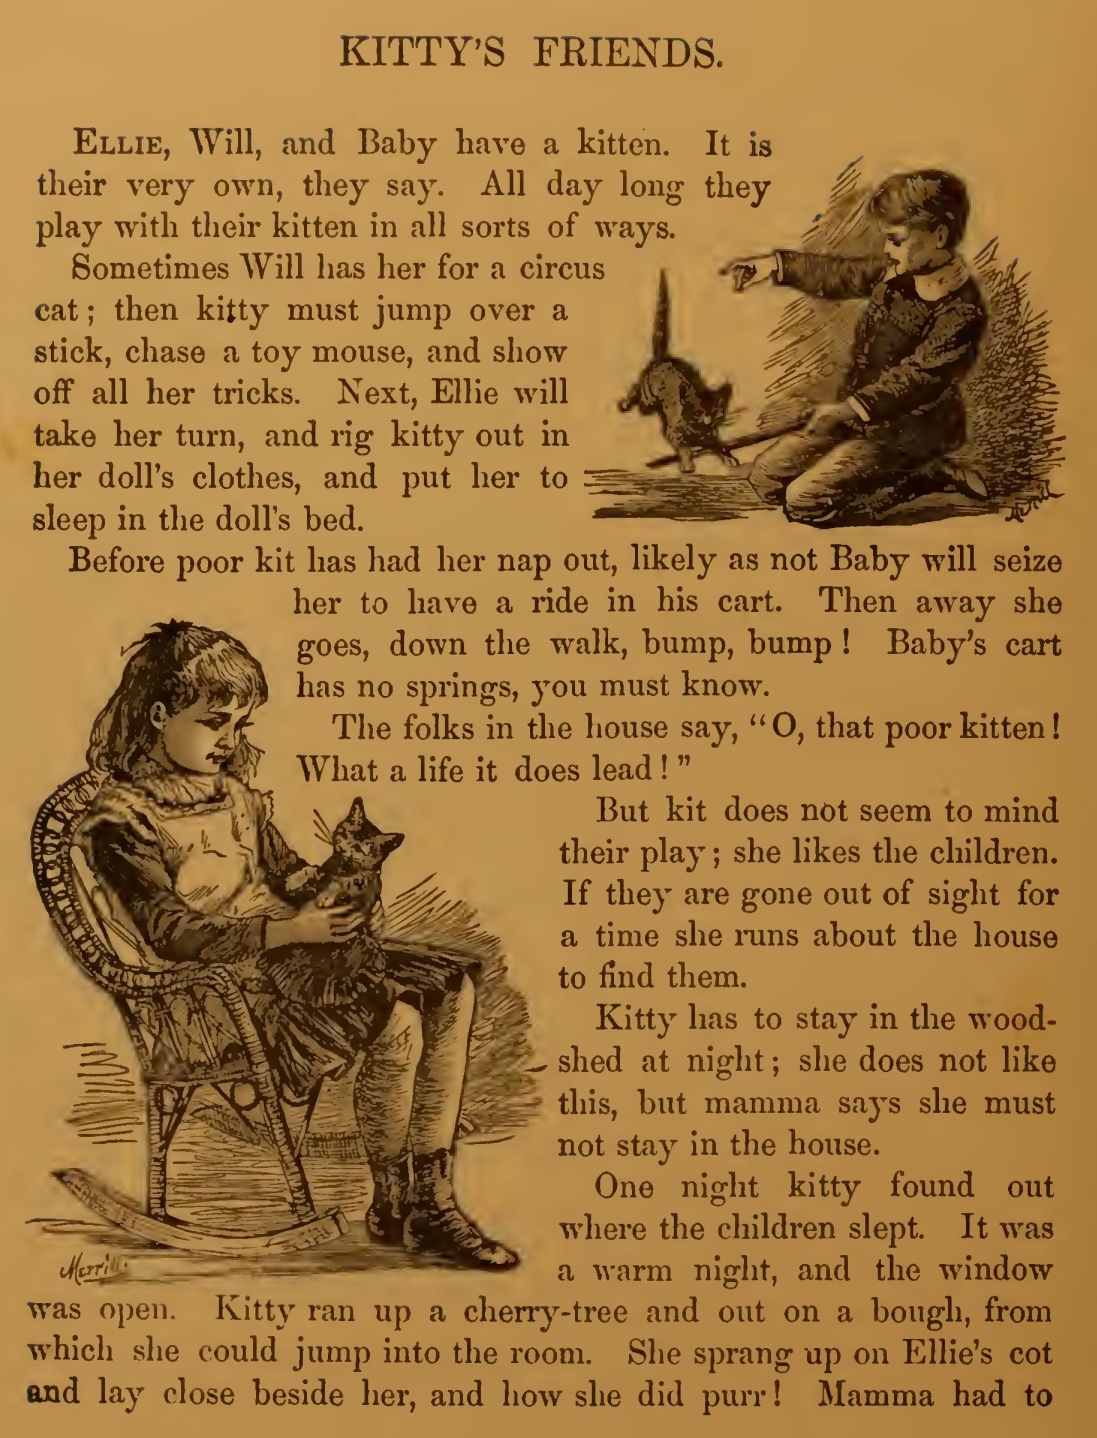 KITTY'S FRIENDS.
ELLIE, Will, and Baby have a kitten. It is
their very own, they say. All day long they
play with their kitten in all sorts of ways.
Sometimes Will has her for a circus
cat; then kitty must jump over a
stick, chase a toy mouse, and show
off all her tricks. Next, Ellie will
take her turn, and rig kitty out in
her doll's clothes, and put her to
sleep in the doll's bed.
Before poor kit has had her nap out, likely as not Baby will seize
her to have a ride in his cart. Then away she
goes, down the walk, bump, bump! Baby's cart
has no springs, you must know.
The folks in the house say, "O, that poor kitten!
What a life it does lead!"
But kit does not seem to mind
their play; she likes the children.
If they are gone out of sight for
a time she runs about the house
to find them.
Kitty has to stay in the wood-
shed at night; she does not like
this, but mamma says she must
not stay in the house.
One night kitty found out
where the children slept. It was
a warm night, and the window
was open. Kitty ran up a cherry-tree and out on a bough, from
which she could jump into the room. She sprang up on Ellie's cot
and lay close beside her, and how she did purr! Mamma had to